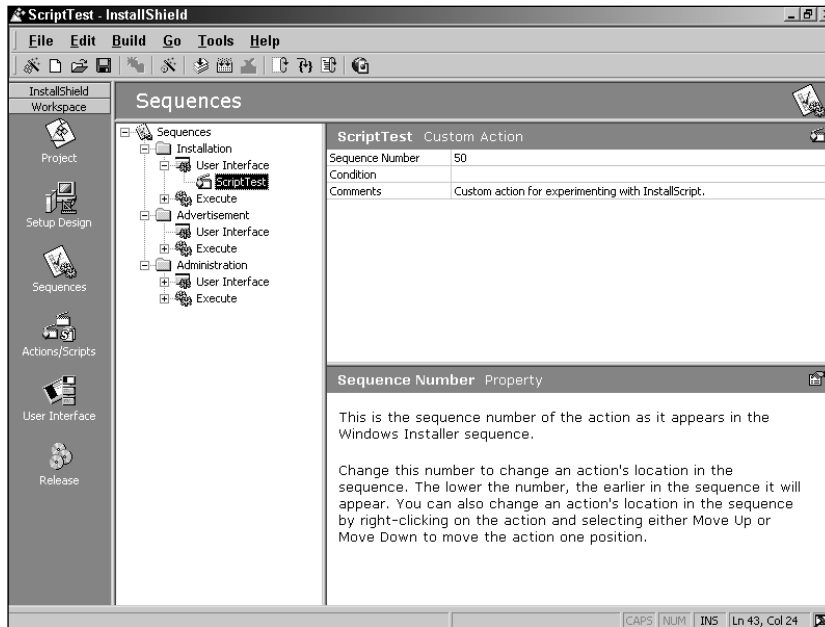 ScriptTest - InstallShield
File Edit Build Go Tools Help
InstallShield
Workspace
Project
Setup Design
Sequences
Actions/Scripts
User Interface
Release
Sequences
Sequences
Installation
User Interface
ScriptTest
Execute
Advertisement
User Interface
Execute
Administration
User Interface
Execute
ScriptTest Custom Action
Sequence Number 50
Condition
Comments Custom action for experimenting with InstallScript.
Sequence Number Property
This is the sequence number of the action as it appears in the
Windows Installer sequence.
Change this number to change an action's location in the
sequence. The lower the number, the earlier in the sequence it will
appear. You can also change an action's location in the sequence
by right-clicking on the action and selecting either Move Up or
Move Down to move the action one position.
CAPS NUM INS Ln 43, Col 24